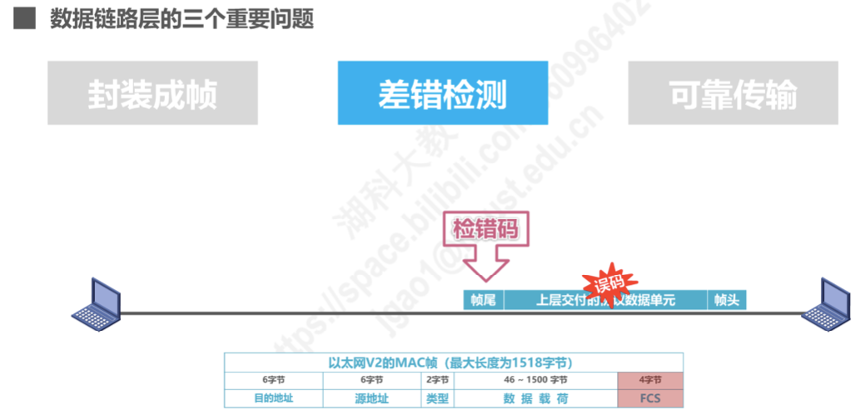 数据链路层的三个重要问题
封装成帧
差错检测
可靠传输
检错码
误码
帧尾
上层交付的
议数据单元
帧头
以太网V2的MAC帧（最大长度为1518字节）
6字节 6字节 2字节 46 ~ 1500 字节 4字节
目的地址 源地址 类型 数 据 载 荷 FCS
湖科大教
https://space.bilibili.com
60996402
jgao1@
ust.edu.cn